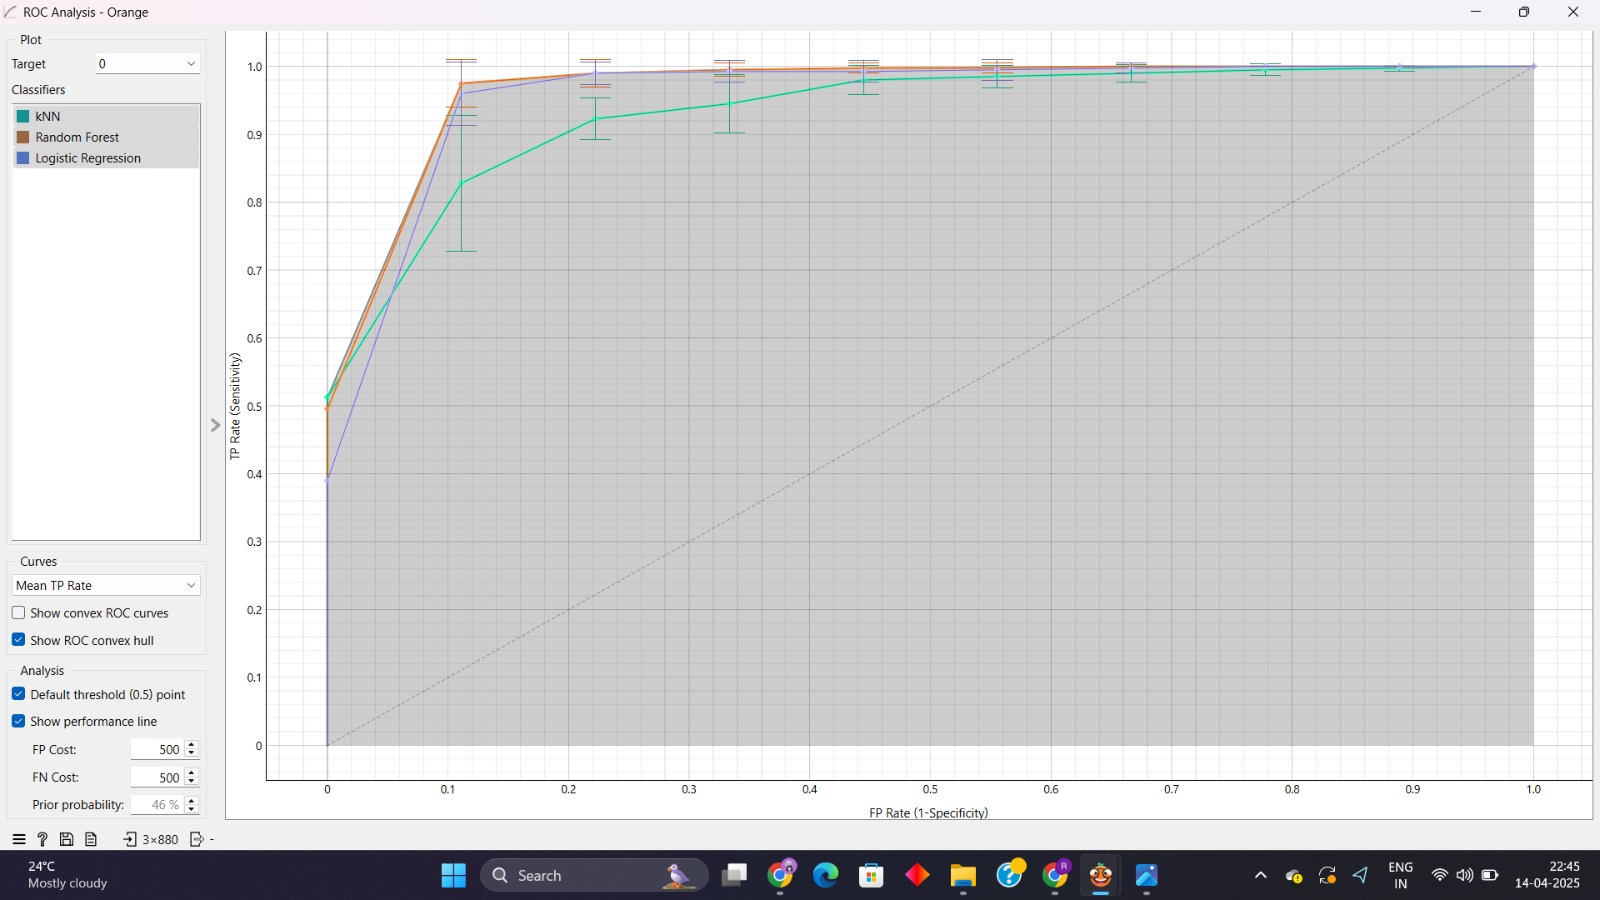 ROC Analysis - Orange
Plot
Target 0
Classifiers
kNN
Random Forest
Logistic Regression
Curves
Mean TP Rate
Show convex ROC curves
Show ROC convex hull
Analysis
Default threshold (0.5) point
Show performance line
FP Cost: 500
FN Cost: 500
Prior probability: 46 %
1.0
0.9
0.8
0.7
0.6
0.5
0.4
0.3
0.2
0.1
0
TP Rate (Sensitivity)
0 0.1 0.2 0.3 0.4 0.5 0.6 0.7 0.8 0.9 1.0
FP Rate (1-Specificity)
? 3×880 -
24°C
Mostly cloudy
Search
R
ENG
IN
22:45
14-04-2025